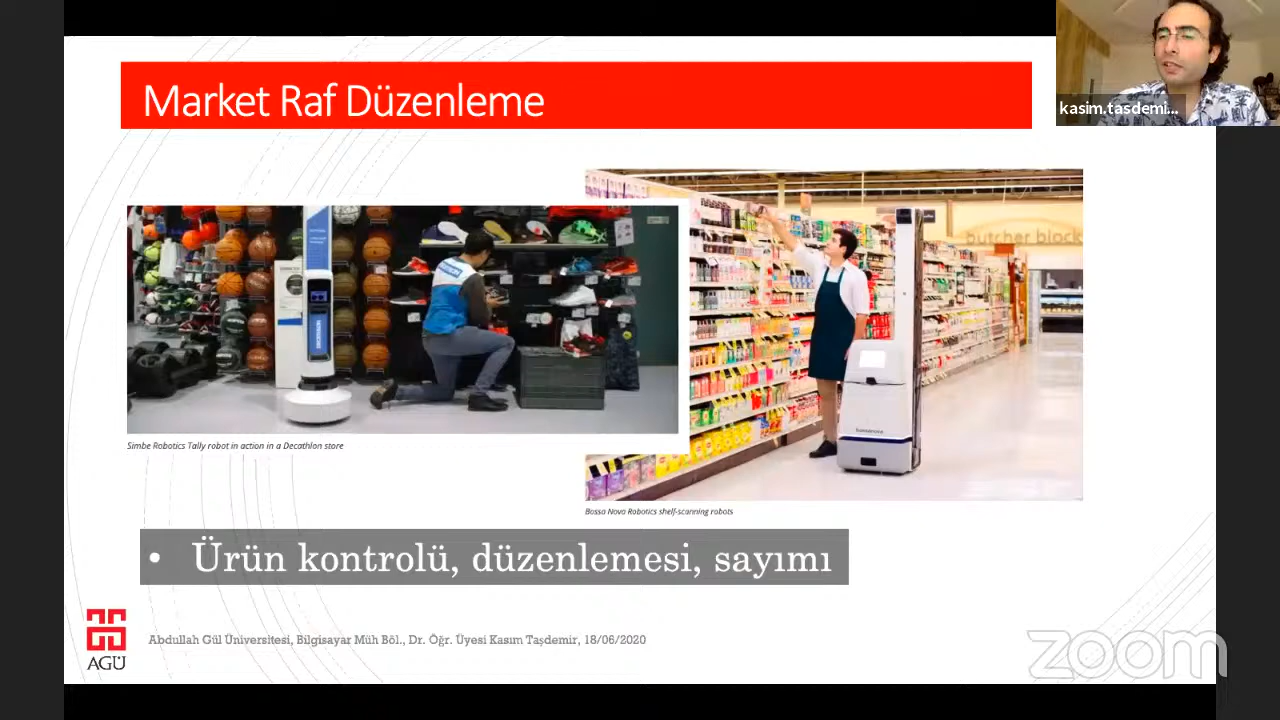 Market Raf Düzenleme
kasim.tasdemi...
butcher block
Simbe Robotics Tally robot in action in a Decathlon store
Bossa Nova Robotics shelf-scanning robots
• Ürün kontrolü, düzenlemesi, sayımı
AGÜ
Abdullah Gül Üniversitesi, Bilgisayar Müh Böl., Dr. Öğr. Üyesi Kasım Taşdemir, 18/06/2020
zoom